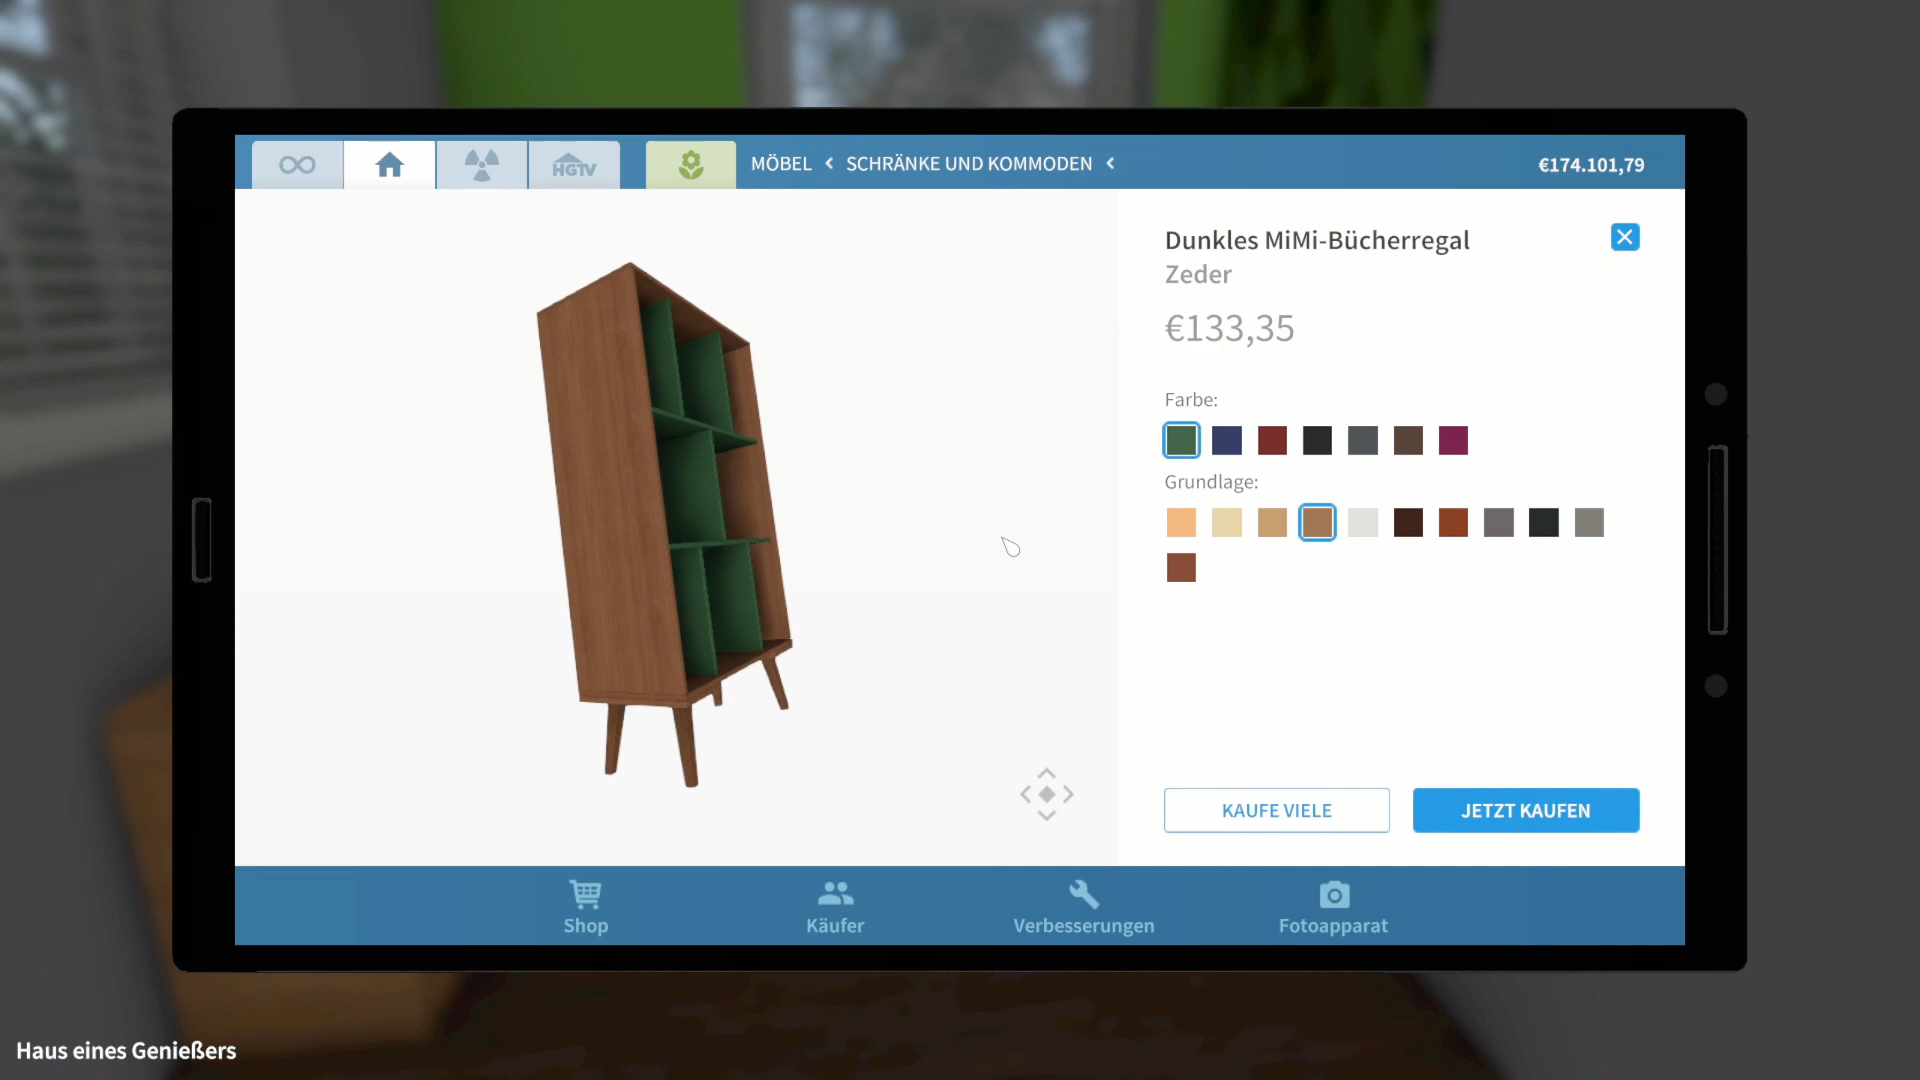 HGTV
MÖBEL < SCHRÄNKE UND KOMMODEN <
€174.101,79
Dunkles MiMi-Bücherregal
Zeder
€133,35
Farbe:
Grundlage:
KAUFE VIELE
JETZT KAUFEN
Shop
Käufer
Verbesserungen
Fotoapparat
Haus eines Genießers